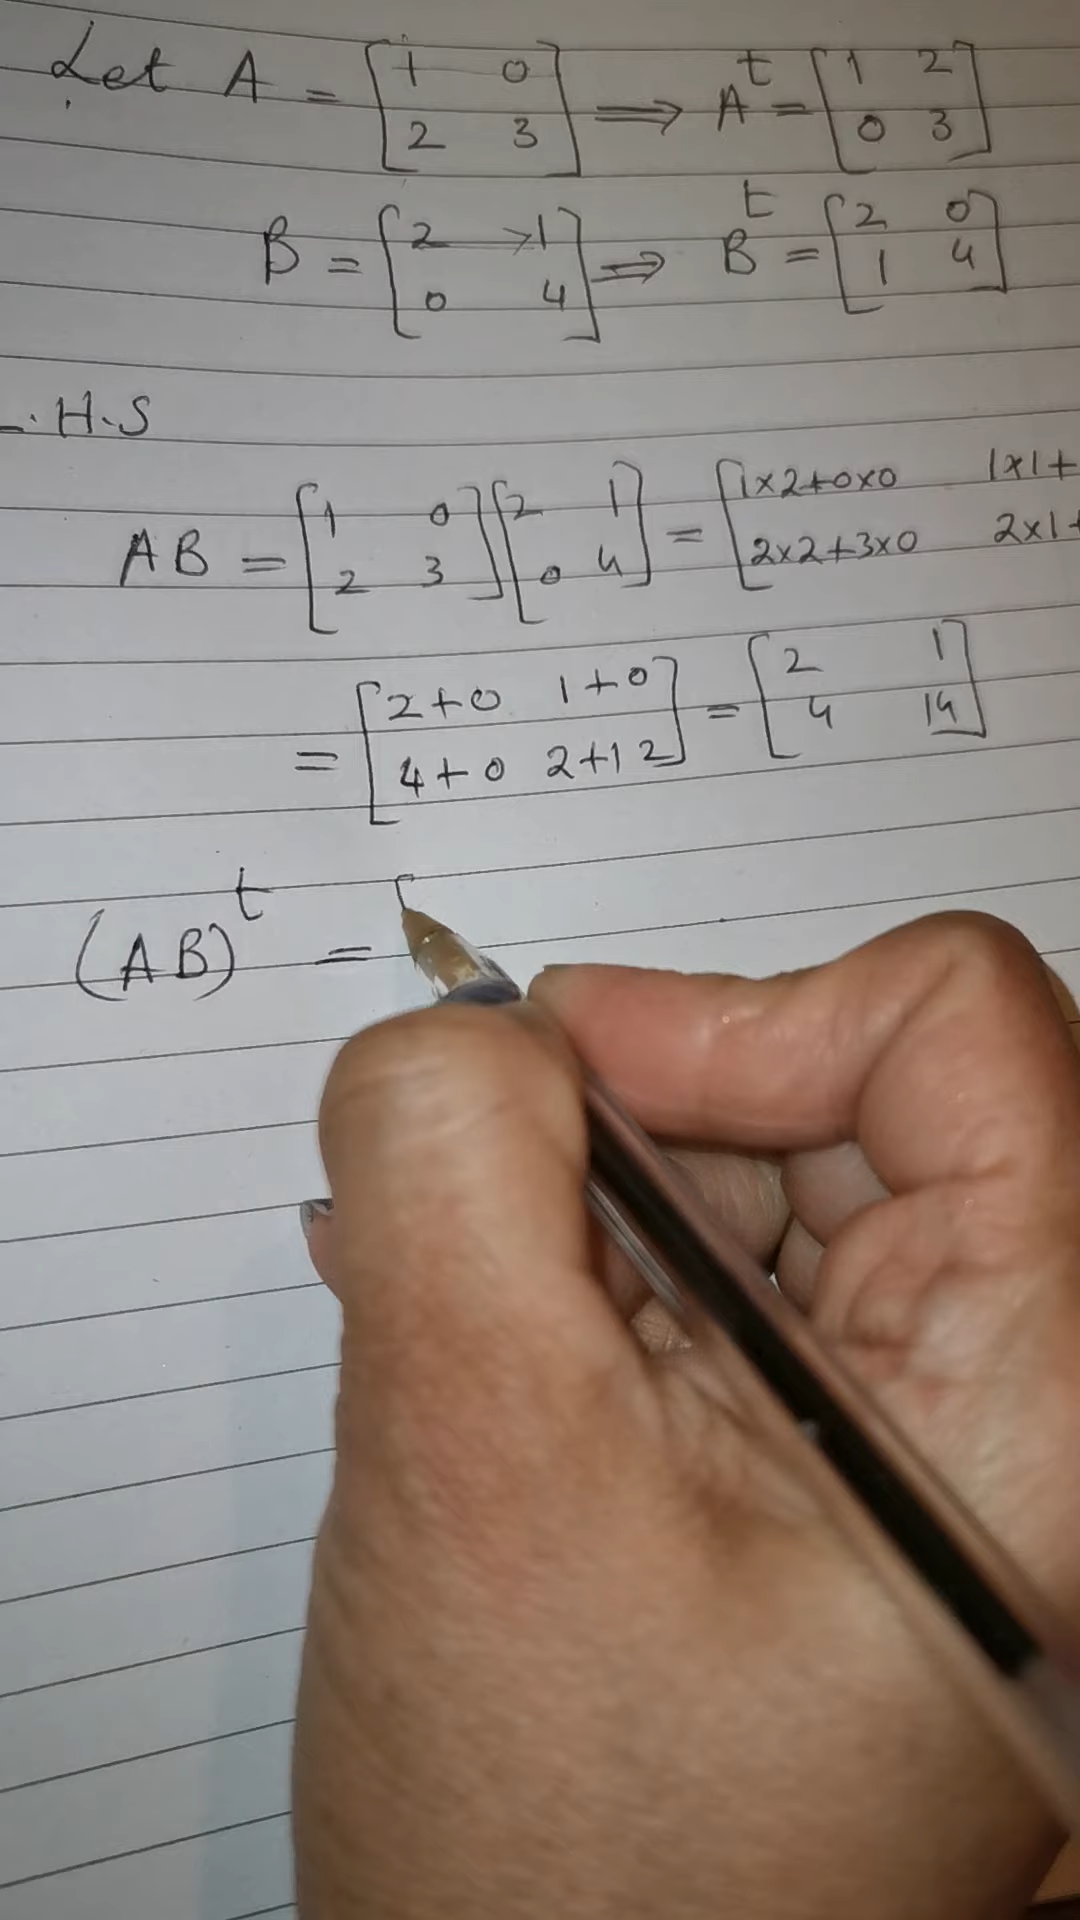 Let A = [1 0 2 3] ⟹ A^t = [1 2 0 3]
B = [2 1 0 4] ⟹ B^t = [2 0 1 4]
L.H.S
AB = [1 0 2 3] [2 1 0 4] = [1×2+0×0 1×1+ 2×2+3×0 2×1+
= [2+0 1+0 4+0 2+12] = [2 1 4 14]
(AB)^t = [